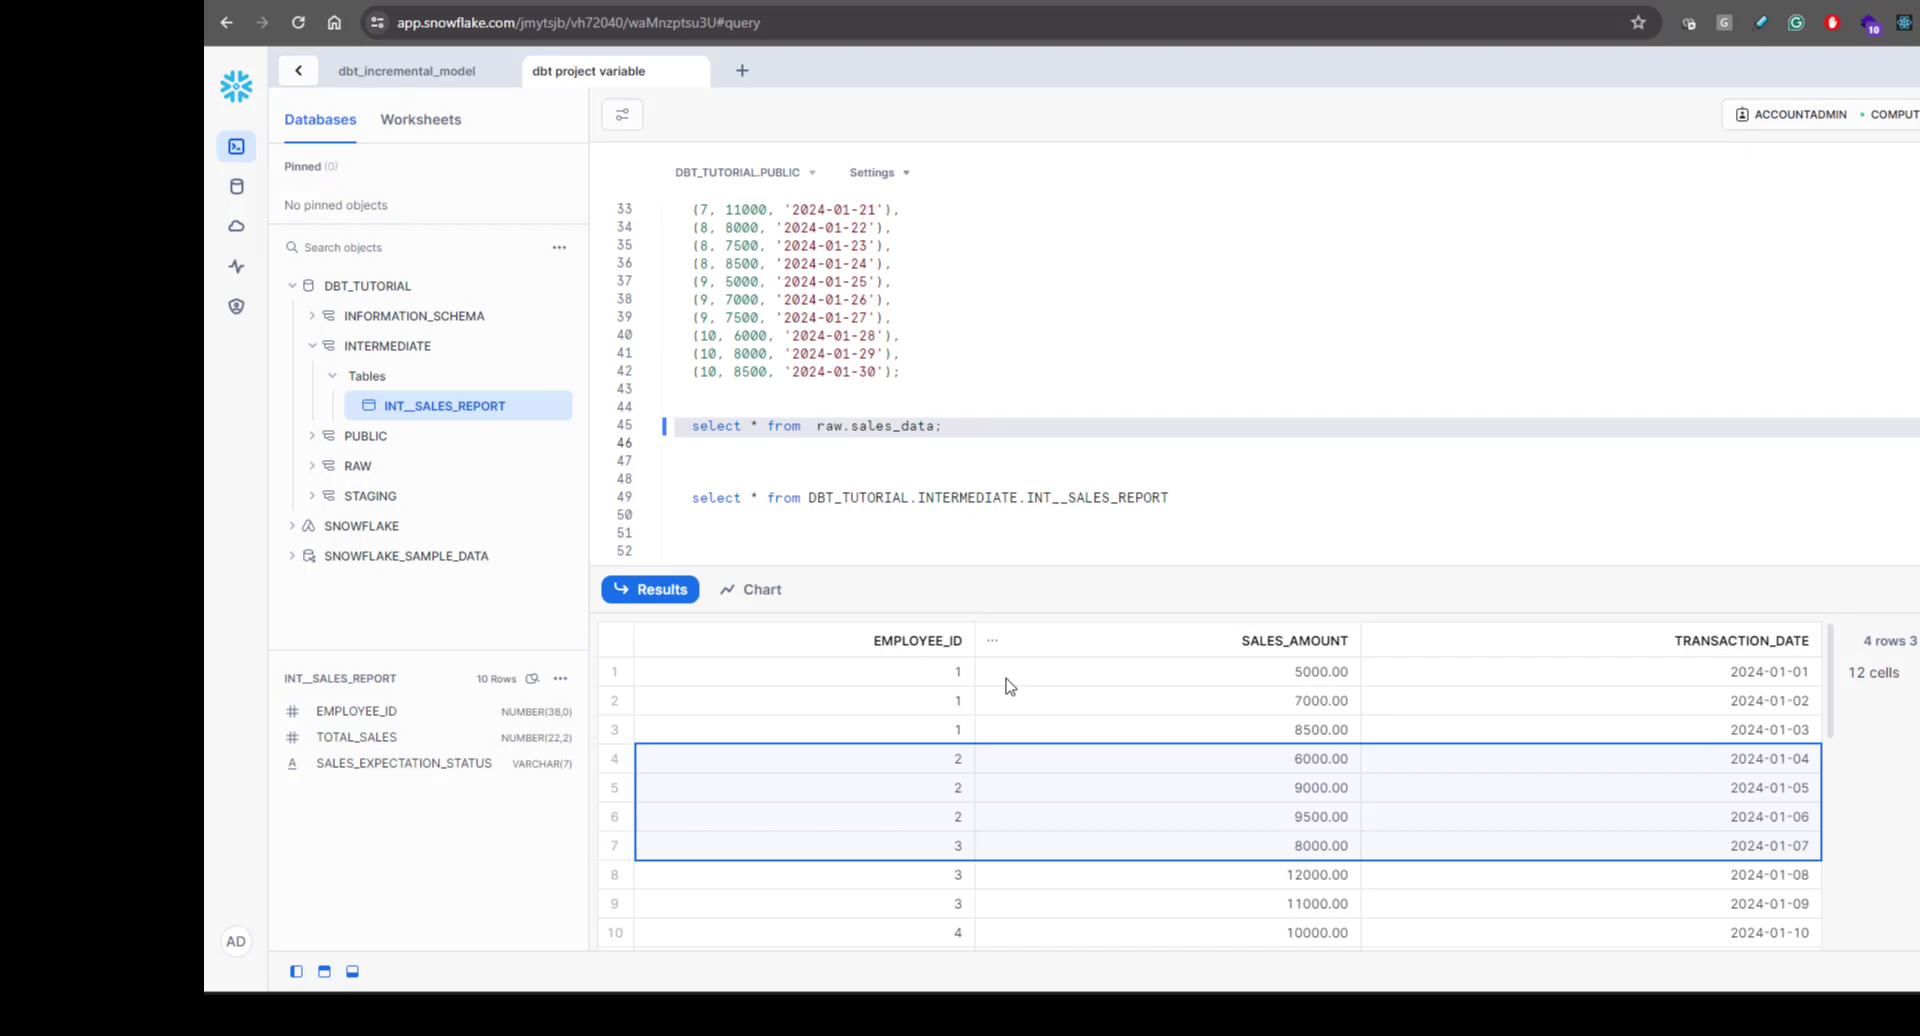 app.snowflake.com/jmytsjb/vh72040/waMnzptsu3U#query
G
10
dbt_incremental_model
dbt project variable
Databases
Worksheets
ACCOUNTADMIN
COMPUT
Pinned (0)
No pinned objects
Search objects
DBT_TUTORIAL
INFORMATION_SCHEMA
INTERMEDIATE
Tables
INT__SALES_REPORT
PUBLIC
RAW
STAGING
SNOWFLAKE
SNOWFLAKE_SAMPLE_DATA
INT__SALES_REPORT 10 Rows
EMPLOYEE_ID NUMBER(38,0)
TOTAL_SALES NUMBER(22,2)
A SALES_EXPECTATION_STATUS VARCHAR(7)
AD
DBT_TUTORIAL.PUBLIC Settings
33 (7, 11000, '2024-01-21'),
34 (8, 8000, '2024-01-22'),
35 (8, 7500, '2024-01-23'),
36 (8, 8500, '2024-01-24'),
37 (9, 5000, '2024-01-25'),
38 (9, 7000, '2024-01-26'),
39 (9, 7500, '2024-01-27'),
40 (10, 6000, '2024-01-28'),
41 (10, 8000, '2024-01-29'),
42 (10, 8500, '2024-01-30');
43
44
45 select * from raw.sales_data;
46
47
48
49 select * from DBT_TUTORIAL.INTERMEDIATE.INT__SALES_REPORT
50
51
52
Results Chart
EMPLOYEE_ID ... SALES_AMOUNT TRANSACTION_DATE
1 1 5000.00 2024-01-01
2 1 7000.00 2024-01-02
3 1 8500.00 2024-01-03
4 2 6000.00 2024-01-04
5 2 9000.00 2024-01-05
6 2 9500.00 2024-01-06
7 3 8000.00 2024-01-07
8 3 12000.00 2024-01-08
9 3 11000.00 2024-01-09
10 4 10000.00 2024-01-10
4 rows 3
12 cells